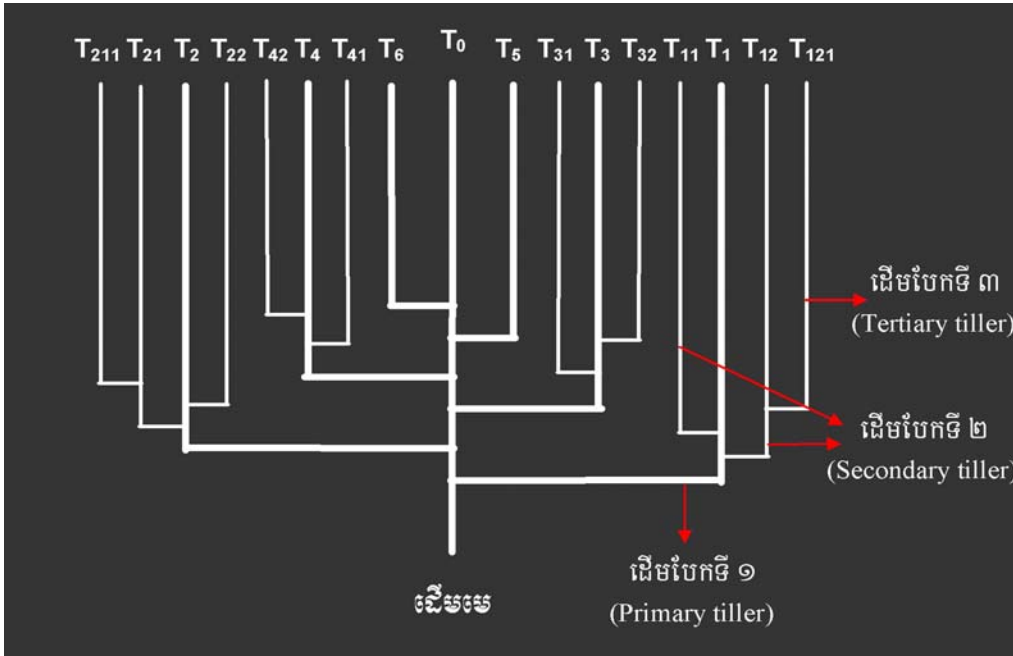 T₂₁₁ T₂₁ T₂ T₂₂ T₄₂ T₄ T₄₁ T₆ T₀ T₅ T₃₁ T₃ T₃₂ T₁₁ T₁ T₁₂ T₁₂₁
ដើមបែកទី ៣
(Tertiary tiller)
ដើមបែកទី ២
(Secondary tiller)
ដើមបែកទី ១
(Primary tiller)
ដើមមេ